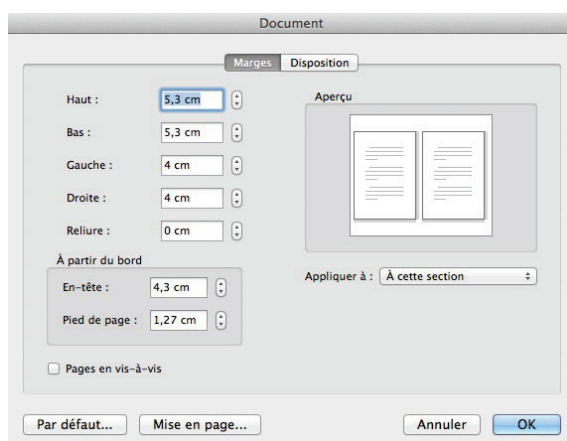 Document
Marges Disposition
Haut : 5,3 cm
Bas : 5,3 cm
Gauche : 4 cm
Droite : 4 cm
Reliure : 0 cm
À partir du bord
En-tête : 4,3 cm
Pied de page : 1,27 cm
Pages en vis-à-vis
Aperçu
Appliquer à : À cette section
Par défaut... Mise en page... Annuler OK